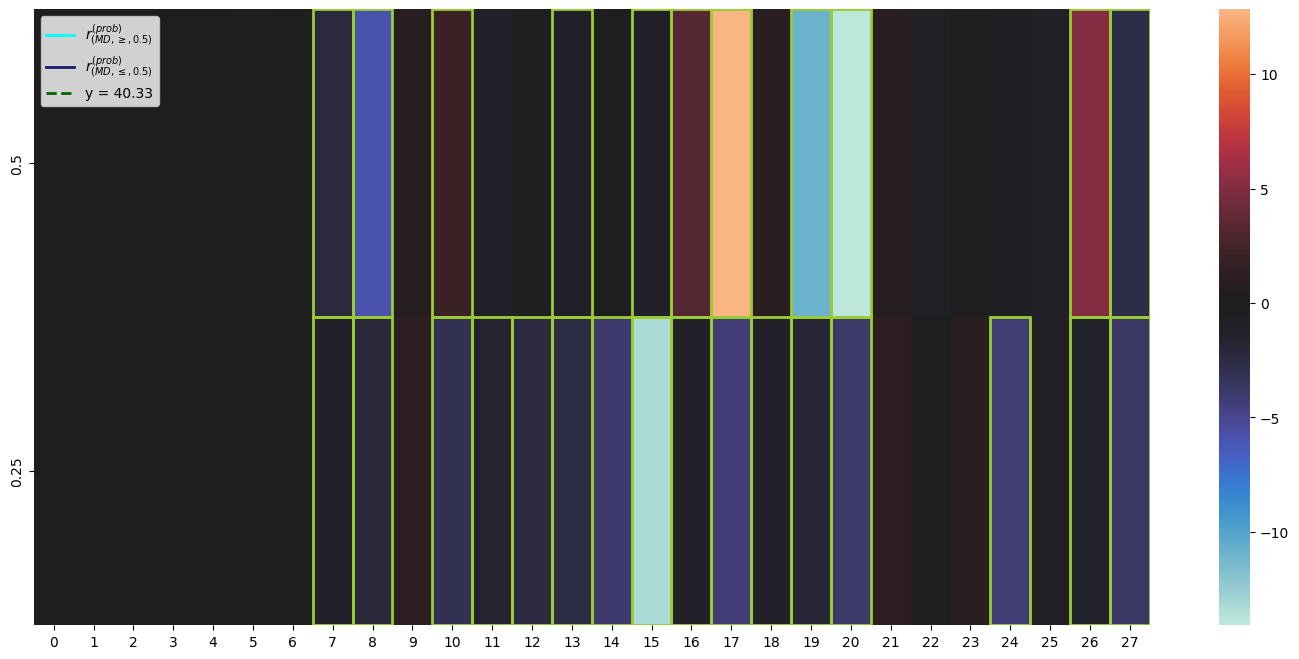 r^{(prob)}_{(MD, ≥, 0.5)}
r^{(prob)}_{(MD, ≤, 0.5)}
y = 40.33
0.5
0.25
0 1 2 3 4 5 6 7 8 9 10 11 12 13 14 15 16 17 18 19 20 21 22 23 24 25 26 27
10
5
0
−5
−10